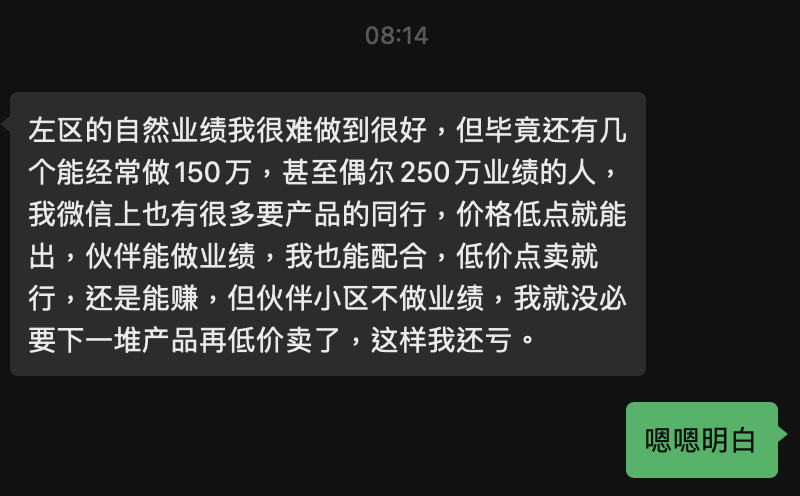 08:14
左区的自然业绩我很难做到很好，但毕竟还有几
个能经常做150万，甚至偶尔250万业绩的人，
我微信上也有很多要产品的同行，价格低点就能
出，伙伴能做业绩，我也能配合，低价点卖就
行，还是能赚，但伙伴小区不做业绩，我就没必
要下一堆产品再低价卖了，这样我还亏。
嗯嗯明白